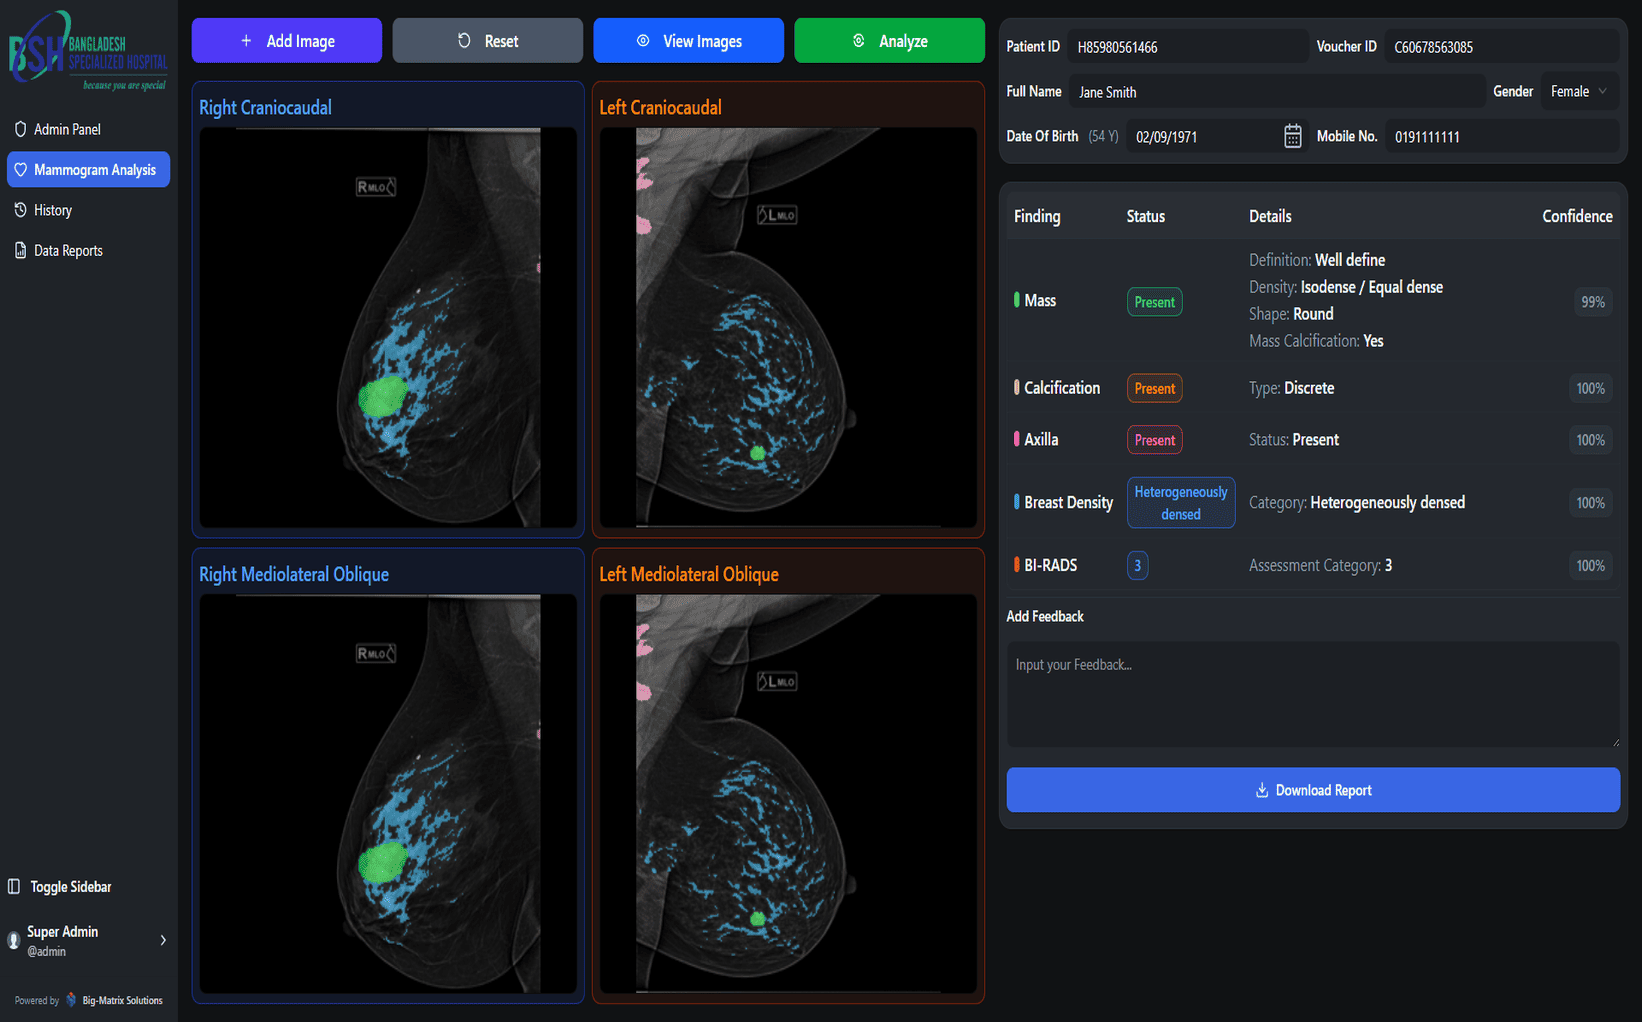 BSH BANGLADESH
SPECIALIZED HOSPITAL
because you are special
Admin Panel
Mammogram Analysis
History
Data Reports
Toggle Sidebar
Super Admin
@admin
Powered by Big-Matrix Solutions
Add Image
Reset
View Images
Analyze
Right Craniocaudal
R MLO
Left Craniocaudal
L MLO
Right Mediolateral Oblique
R MLO
Left Mediolateral Oblique
L MLO
Patient ID H85980561466 Voucher ID C60678563085
Full Name Jane Smith Gender Female
Date Of Birth (54 Y) 02/09/1971 Mobile No. 0191111111
Finding Status Details Confidence
Mass Present
Definition: Well define
Density: Isodense / Equal dense
Shape: Round
Mass Calcification: Yes
99%
Calcification Present Type: Discrete 100%
Axilla Present Status: Present 100%
Breast Density Heterogeneously
densed
Category: Heterogeneously densed 100%
BI-RADS 3 Assessment Category: 3 100%
Add Feedback
Input your Feedback...
Download Report